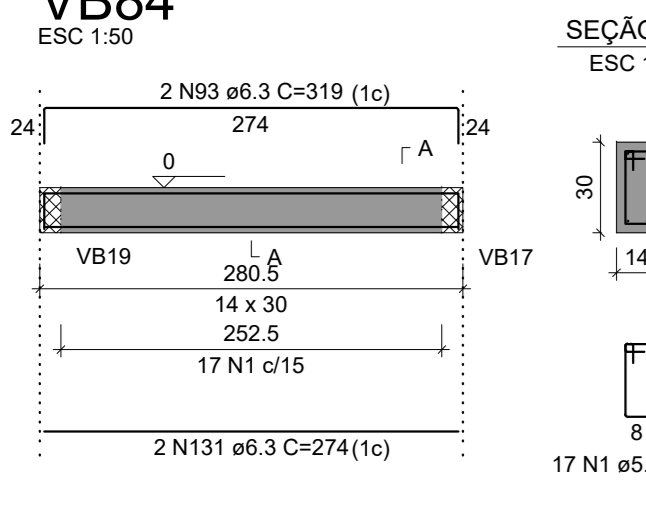 VB84
ESC 1:50
SEÇÃO
ESC 1
2 N93 ø6.3 C=319 (1c)
24
274
24
A
0
30
VB19
A
VB17
14
280.5
14 x 30
252.5
17 N1 c/15
8
2 N131 ø6.3 C=274(1c)
17 N1 ø5.